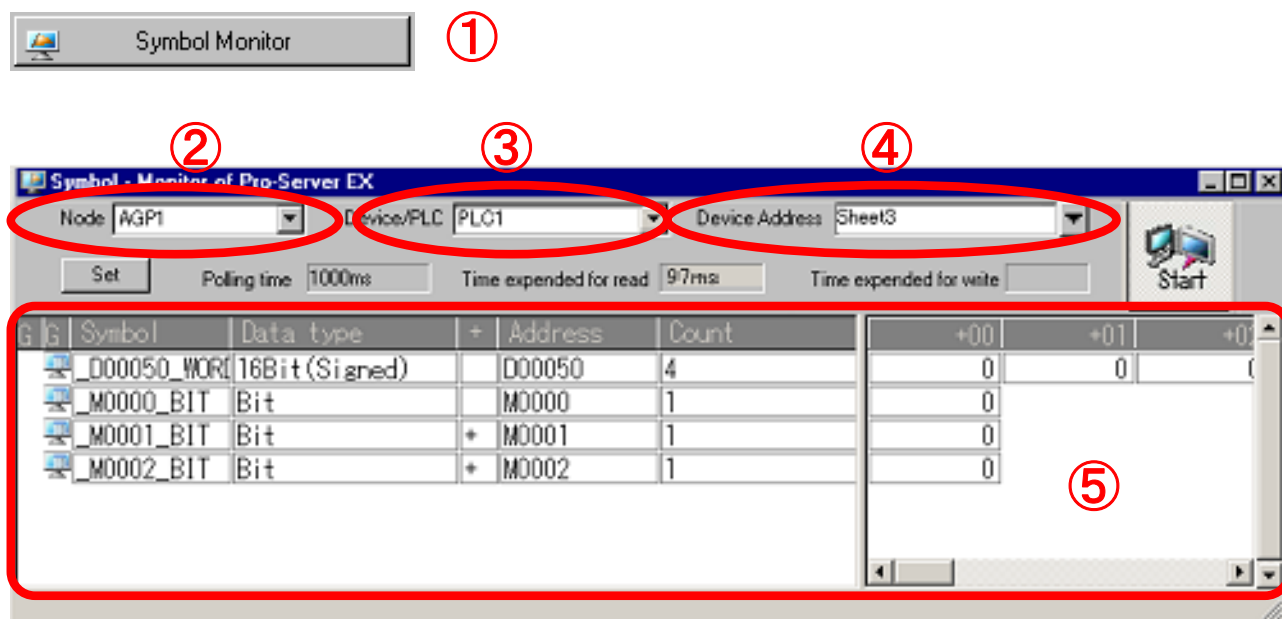 Symbol Monitor ①
② ③ ④
Symbol - Monitor of Pro-Server EX
Node AGP1 Device/PLC PLC1 Device Address Sheet3
Set Polling time 1000ms Time expended for read 97ms Time expended for write Start
G G Symbol Data type + Address Count +00 +01 +02
_D00050_WORD 16Bit(Signed) D00050 4 0 0 0
_M0000_BIT Bit M0000 1 0
_M0001_BIT Bit + M0001 1 0
_M0002_BIT Bit + M0002 1 0
⑤